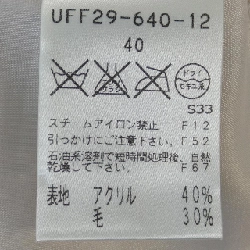 UFF29-640-12
40
ドライ
セキユ系
S33
スチームアイロン禁止 F12
引っかけにご注意下さい。F52
石油系溶剤で短時間処理後、自然
乾燥して下さい。 F67
表地 アクリル 40%
毛 30%